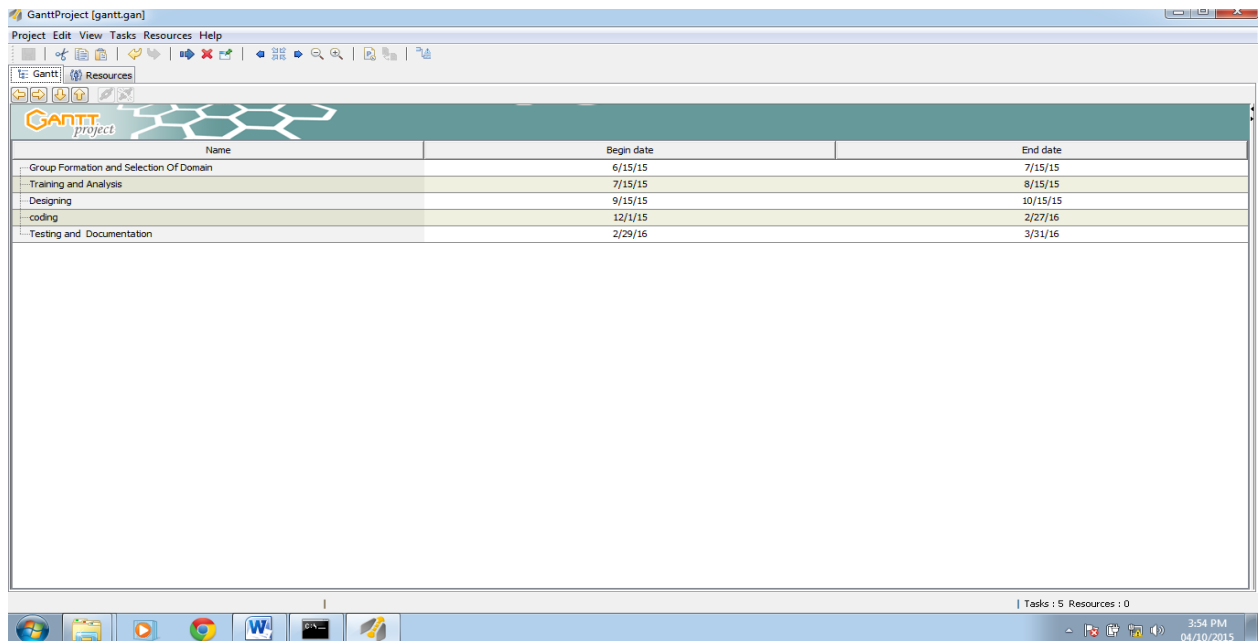 GanttProject [gantt.gan]
Project Edit View Tasks Resources Help
Gantt Resources
GANTT project
Name Begin date End date
Group Formation and Selection Of Domain 6/15/15 7/15/15
Training and Analysis 7/15/15 8/15/15
Designing 9/15/15 10/15/15
coding 12/1/15 2/27/16
Testing and Documentation 2/29/16 3/31/16
Tasks : 5 Resources : 0
3:54 PM
04/10/2015